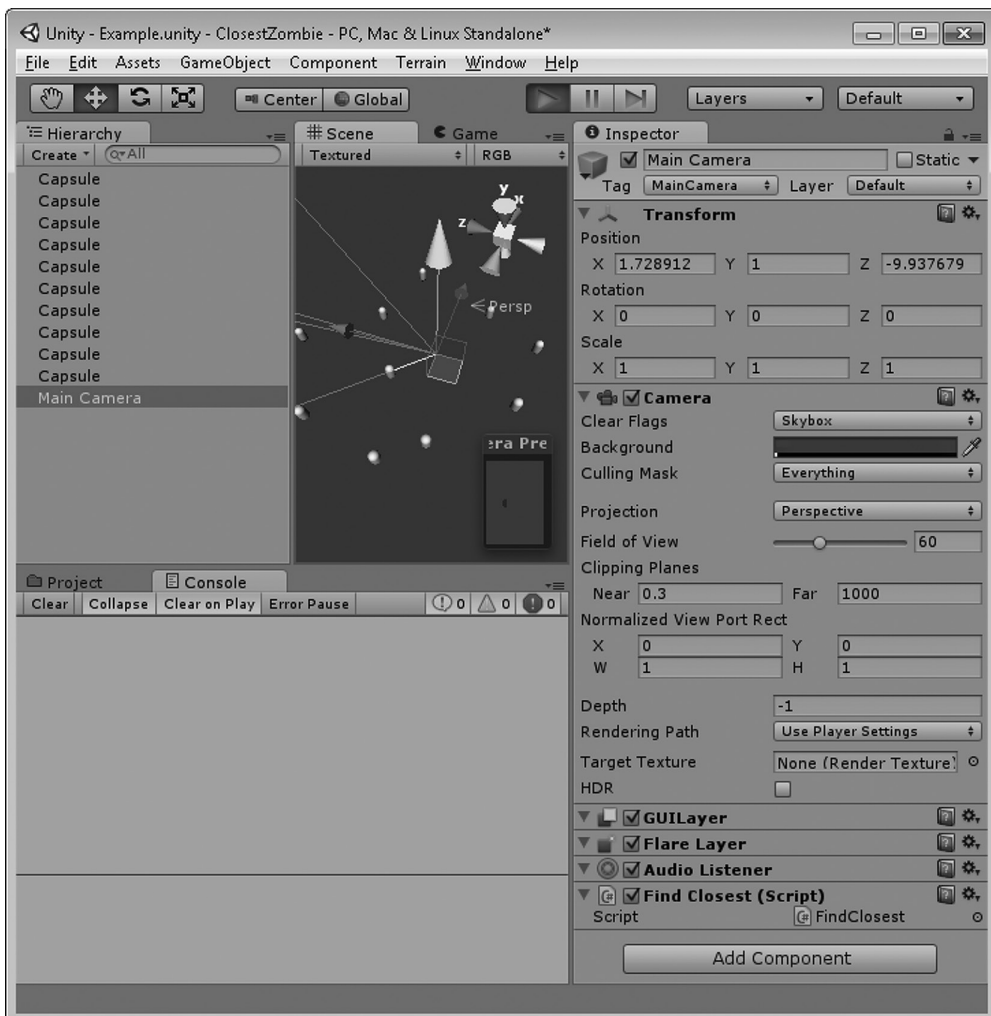 Unity - Example.unity - ClosestZombie - PC, Mac & Linux Standalone*
File Edit Assets GameObject Component Terrain Window Help
Center Global Layers Default
Hierarchy
Create All
Capsule
Capsule
Capsule
Capsule
Capsule
Capsule
Capsule
Capsule
Capsule
Capsule
Main Camera
Scene Game
Textured RGB
y
x
z
Persp
era Pre
Project Console
Clear Collapse Clear on Play Error Pause 0 0 0
Inspector
Main Camera Static
Tag MainCamera Layer Default
Transform
Position
X 1.728912 Y 1 Z -9.937679
Rotation
X 0 Y 0 Z 0
Scale
X 1 Y 1 Z 1
Camera
Clear Flags Skybox
Background
Culling Mask Everything
Projection Perspective
Field of View 60
Clipping Planes
Near 0.3 Far 1000
Normalized View Port Rect
X 0 Y 0
W 1 H 1
Depth -1
Rendering Path Use Player Settings
Target Texture None (Render Texture)
HDR
GUILayer
Flare Layer
Audio Listener
C# Find Closest (Script)
Script C# FindClosest
Add Component